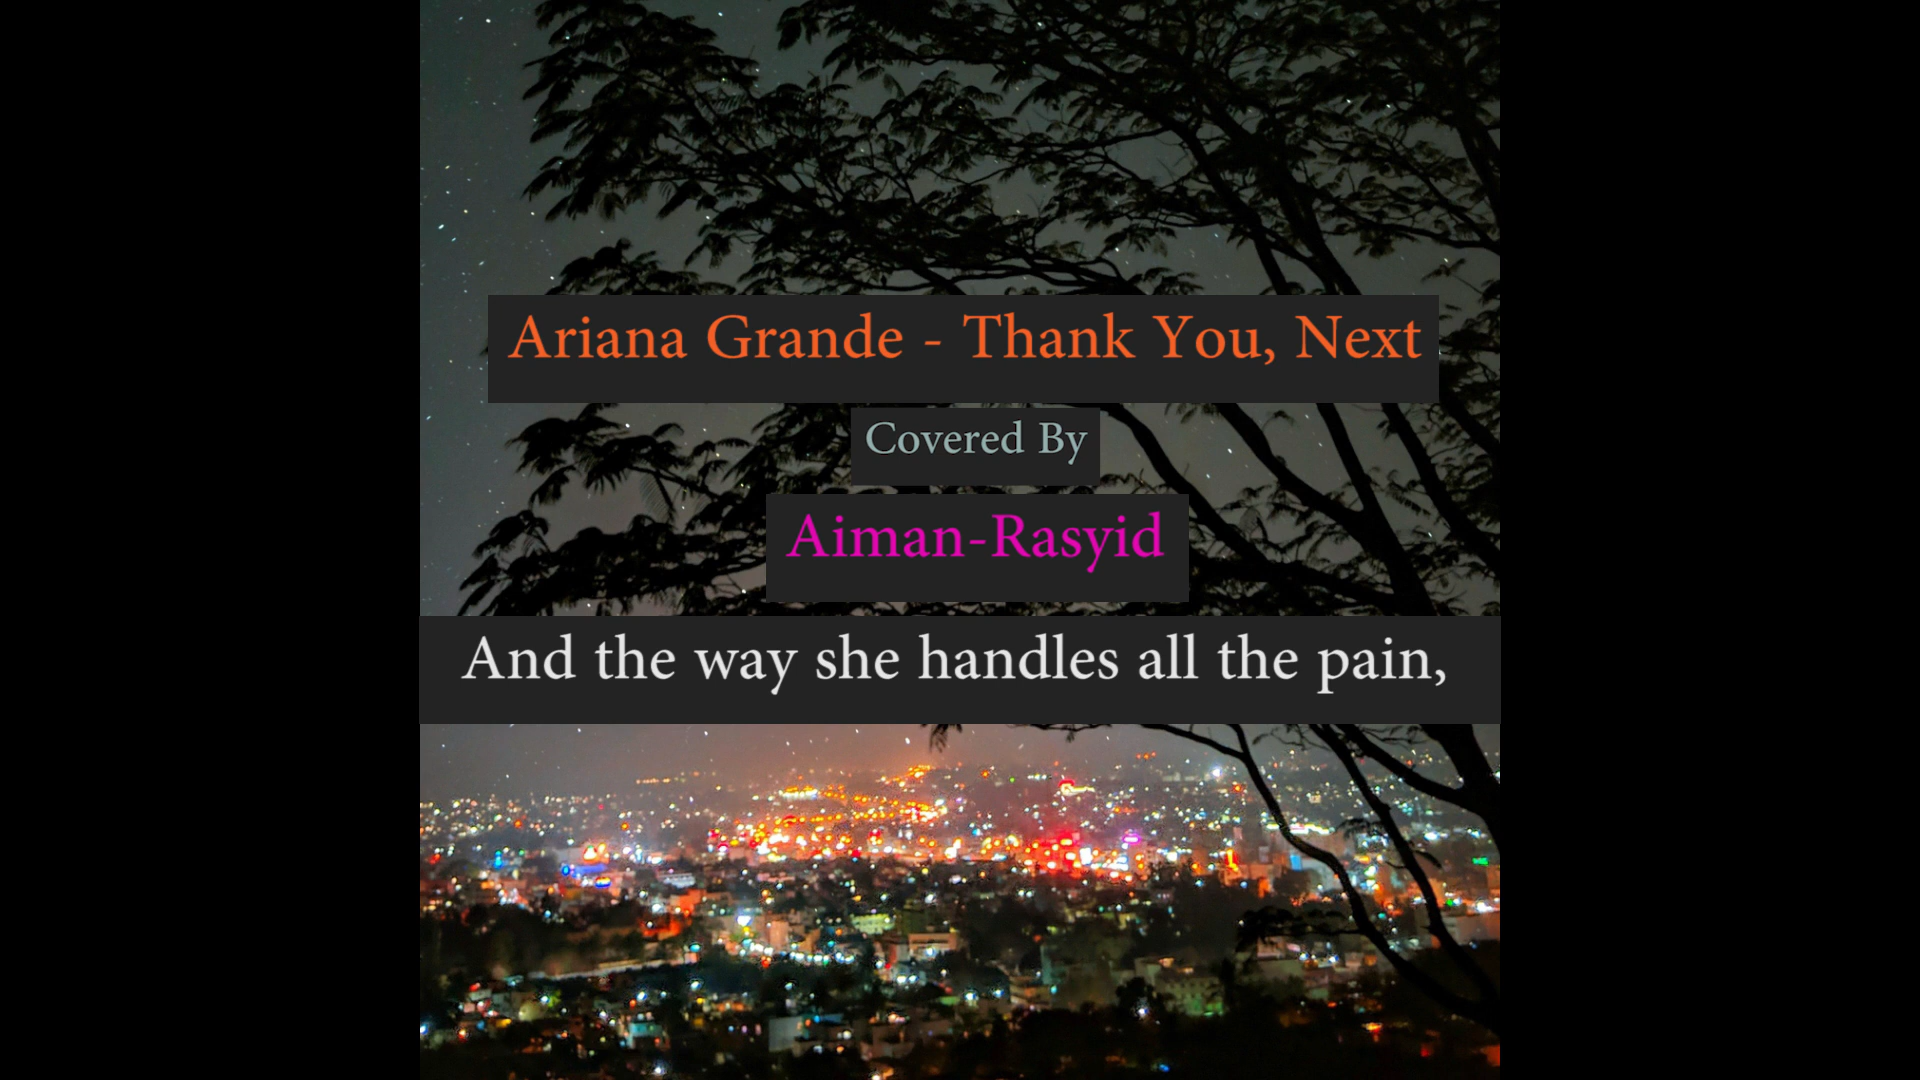 Ariana Grande - Thank You, Next
Covered By
Aiman-Rasyid
And the way she handles all the pain,